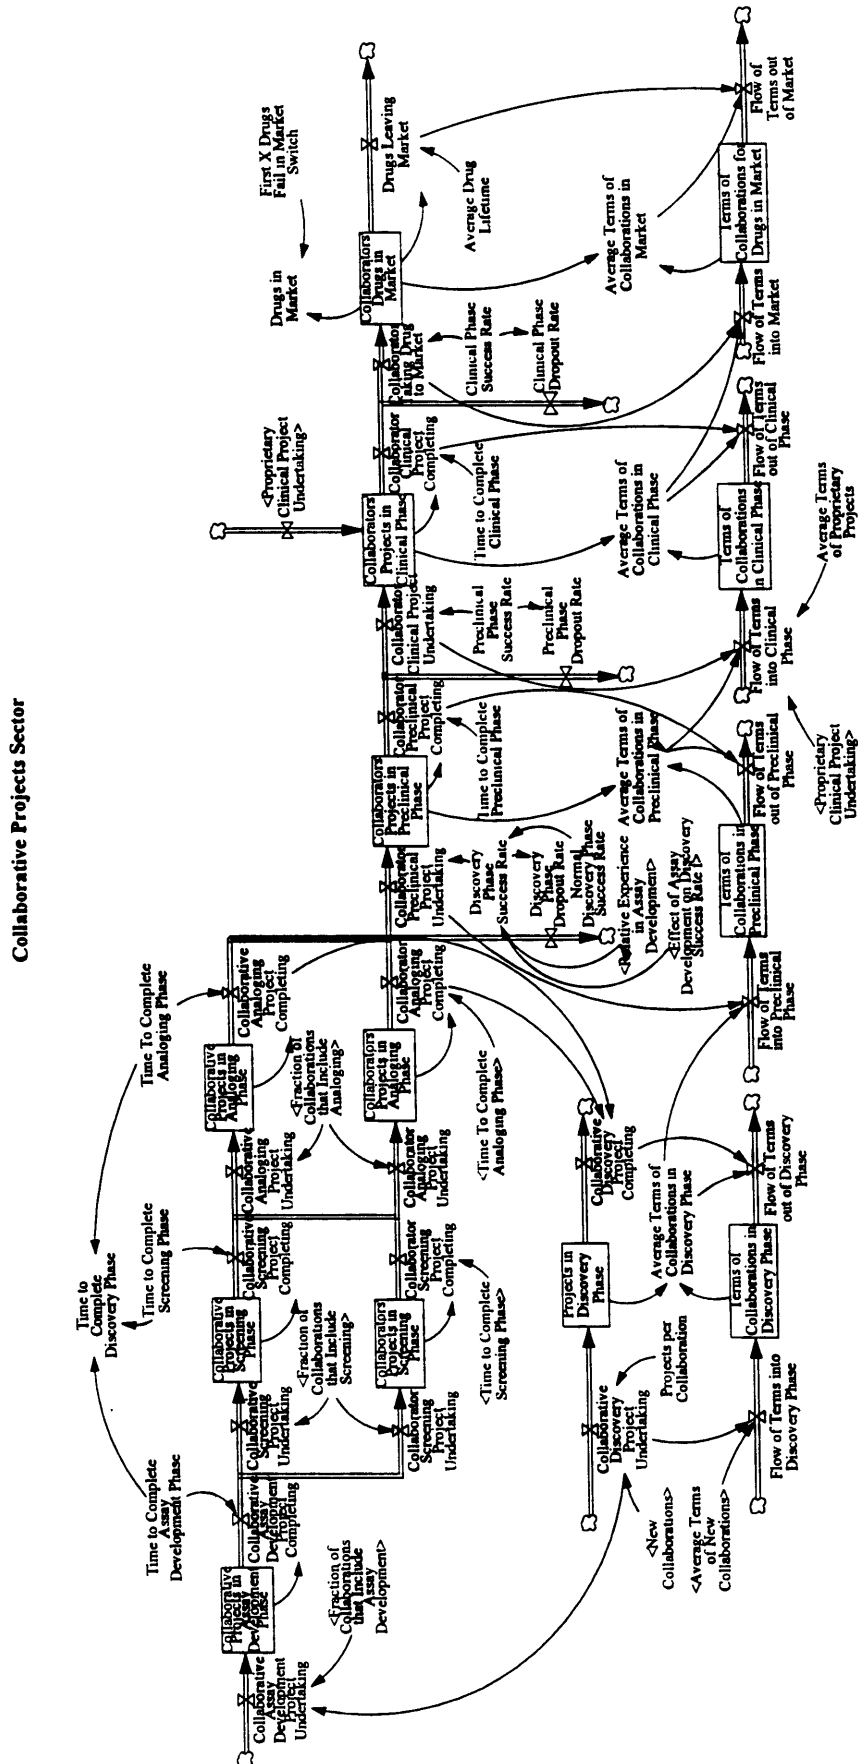 Collaborative Projects Sector
Time to
Complete
Discovery Phase
Time to Complete
Assay
Development Phase
Time to Complete
Screening Phase
Time To Complete
Analoging Phase
Collaborative
Assay
Development
Project
Undertaking
Collaborative
Projects in
Assay
Development
Phase
Collaborative
Assay
Development
Project
Completing
<Fraction of
Collaborations
that Include
Assay
Development>
Collaborative
Screening
Project
Undertaking
Collaborative
Projects in
Screening
Phase
Collaborative
Screening
Project
Completing
Collaborative
Analoging
Project
Undertaking
Collaborative
Projects in
Analoging
Phase
Collaborative
Analoging
Project
Completing
<Fraction of
Collaborations
that Include
Screening>
<Fraction of
Collaborations
that Include
Analoging>
Collaborator
Screening
Project
Undertaking
Collaborators
Projects in
Screening
Phase
Collaborator
Screening
Project
Completing
<Time to Complete
Screening Phase>
Collaborator
Analoging
Project
Undertaking
Collaborators
Projects in
Analoging
Phase
Collaborator
Analoging
Project
Completing
<Time To Complete
Analoging Phase>
Collaborator
Preclinical
Project
Undertaking
Collaborators
Projects in
Preclinical
Phase
Collaborator
Preclinical
Project
Completing
Time to Complete
Preclinical Phase
Discovery
Phase
Success Rate
Discovery
Phase
Dropout Rate
Normal
Discovery Phase
Success Rate
<Relative Experience
in Assay
Development>
<Effect of Assay
Development on Discovery
Success Rate I>
<Proprietary
Clinical Project
Undertaking>
Collaborator
Clinical Project
Undertaking
Collaborators
Projects in
Clinical Phase
Collaborator
Clinical
Project
Completing
Preclinical
Phase
Success Rate
Preclinical
Phase
Dropout Rate
Time to Complete
Clinical Phase
Collaborator
Taking Drug
to Market
Clinical Phase
Success Rate
Clinical Phase
Dropout Rate
First X Drugs
Fail in Market
Switch
Drugs in
Market
Collaborators
Drugs in
Market
Drugs Leaving
Market
Average Drug
Lifetime
Collaborative
Discovery
Project
Undertaking
Projects per
Collaboration
<New
Collaborations>
<Average Terms
of New
Collaborations>
Projects in
Discovery
Phase
Collaborative
Discovery
Project
Completing
Average Terms of
Collaborations in
Discovery Phase
Average Terms of
Collaborations in
Preclinical Phase
Average Terms of
Collaborations in
Clinical Phase
Average Terms of
Collaborations in
Market
Flow of Terms into
Discovery Phase
Terms of
Collaborations in
Discovery Phase
Flow of Terms
out of Discovery
Phase
Flow of Terms
into Preclinical
Phase
Terms of
Collaborations in
Preclinical Phase
Flow of Terms
out of Preclinical
Phase
Flow of Terms
into Clinical
Phase
Terms of
Collaborations
in Clinical Phase
Flow of Terms
out of Clinical
Phase
Flow of Terms
into Market
Terms of
Collaborations for
Drugs in Market
Flow of
Terms out
of Market
<Proprietary
Clinical Project
Undertaking>
Average Terms
of Proprietary
Projects